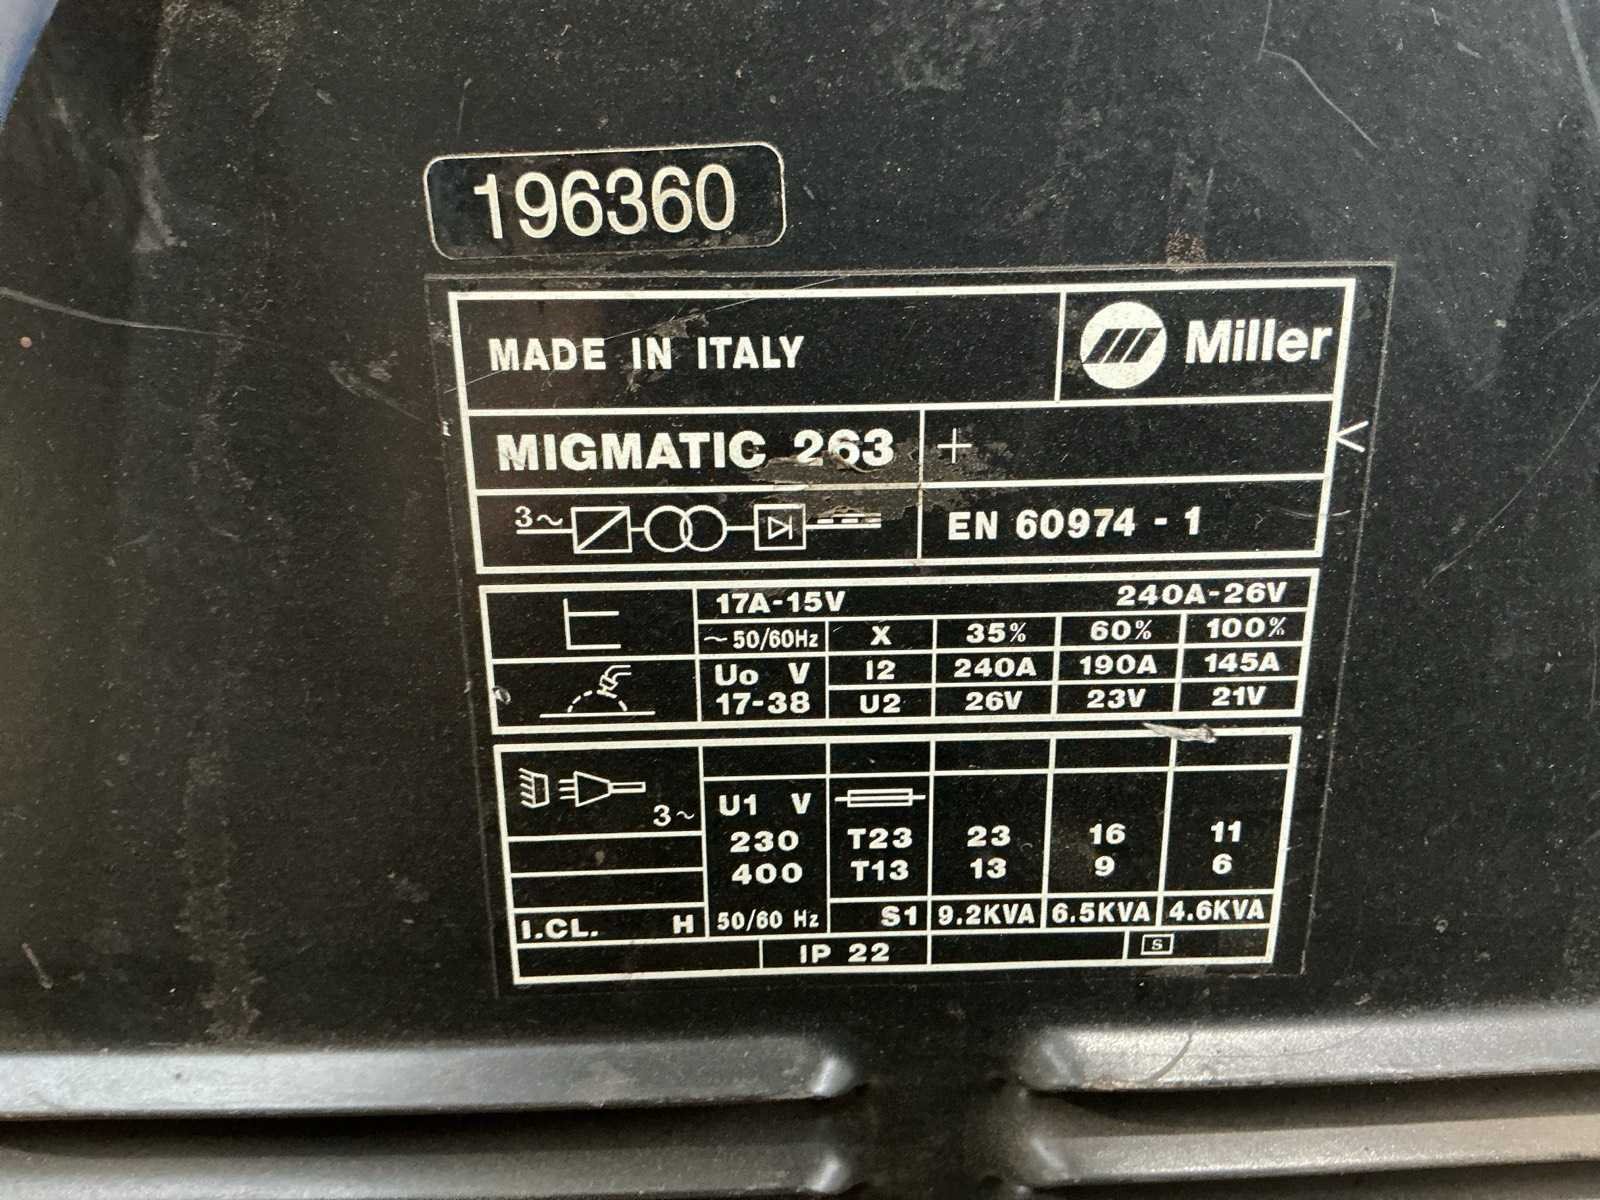 196360
MADE IN ITALY Miller
MIGMATIC 263 +
3~ EN 60974 - 1
17A-15V 240A-26V
~50/60Hz X 35% 60% 100%
Uo V I2 240A 190A 145A
17-38 U2 26V 23V 21V
3~ U1 V
230 T23 23 16 11
400 T13 13 9 6
I.CL. H 50/60 Hz S1 9.2KVA 6.5KVA 4.6KVA
IP 22 S